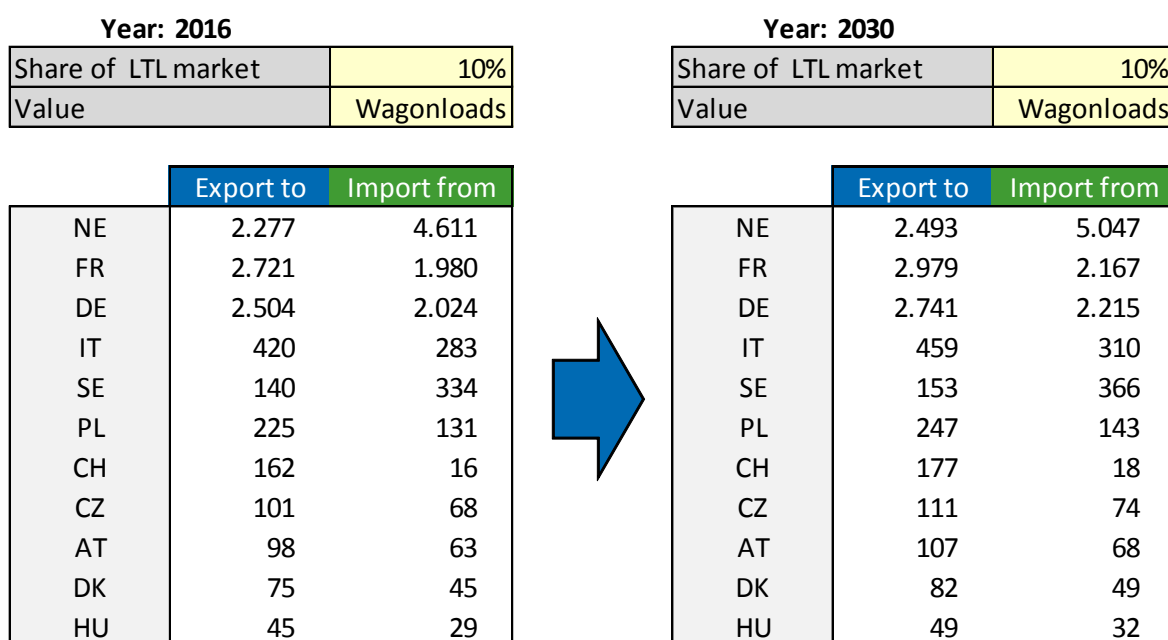 Year: 2016
Share of LTL market 10%
Value Wagonloads
Export to Import from
NE 2.277 4.611
FR 2.721 1.980
DE 2.504 2.024
IT 420 283
SE 140 334
PL 225 131
CH 162 16
CZ 101 68
AT 98 63
DK 75 45
HU 45 29
Year: 2030
Share of LTL market 10%
Value Wagonloads
Export to Import from
NE 2.493 5.047
FR 2.979 2.167
DE 2.741 2.215
IT 459 310
SE 153 366
PL 247 143
CH 177 18
CZ 111 74
AT 107 68
DK 82 49
HU 49 32